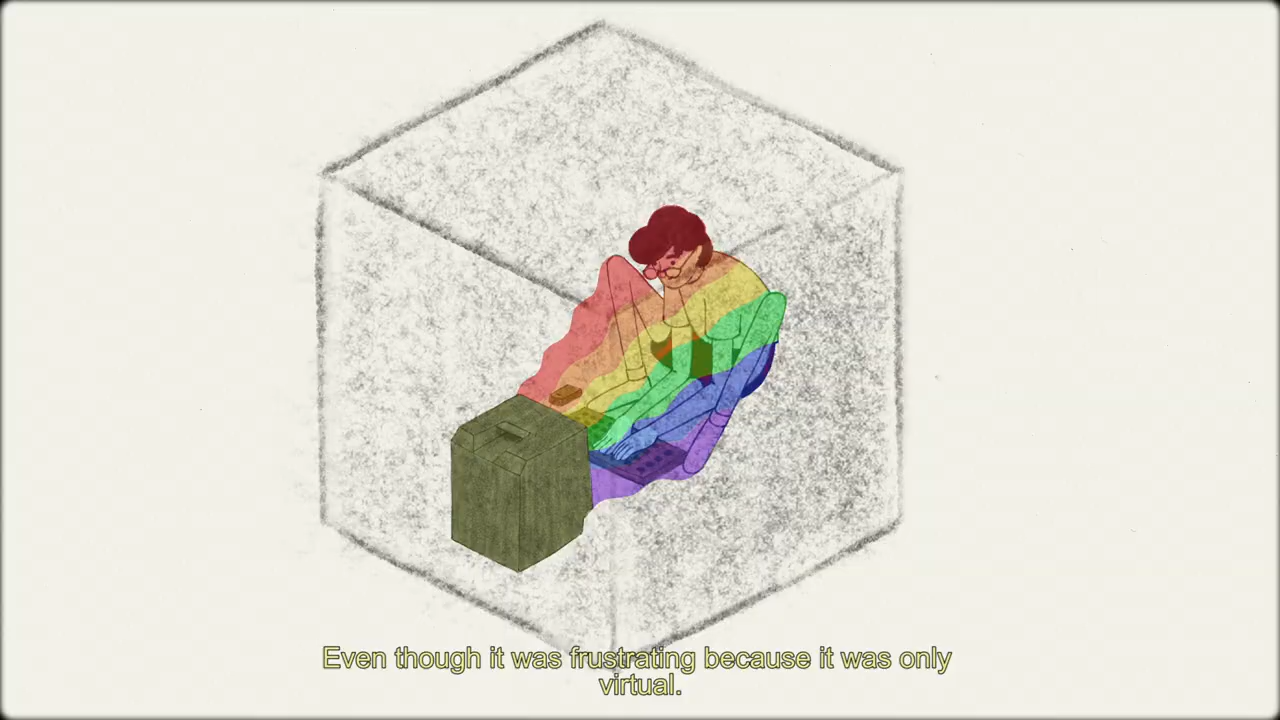 Even though it was frustrating because it was only
virtual.